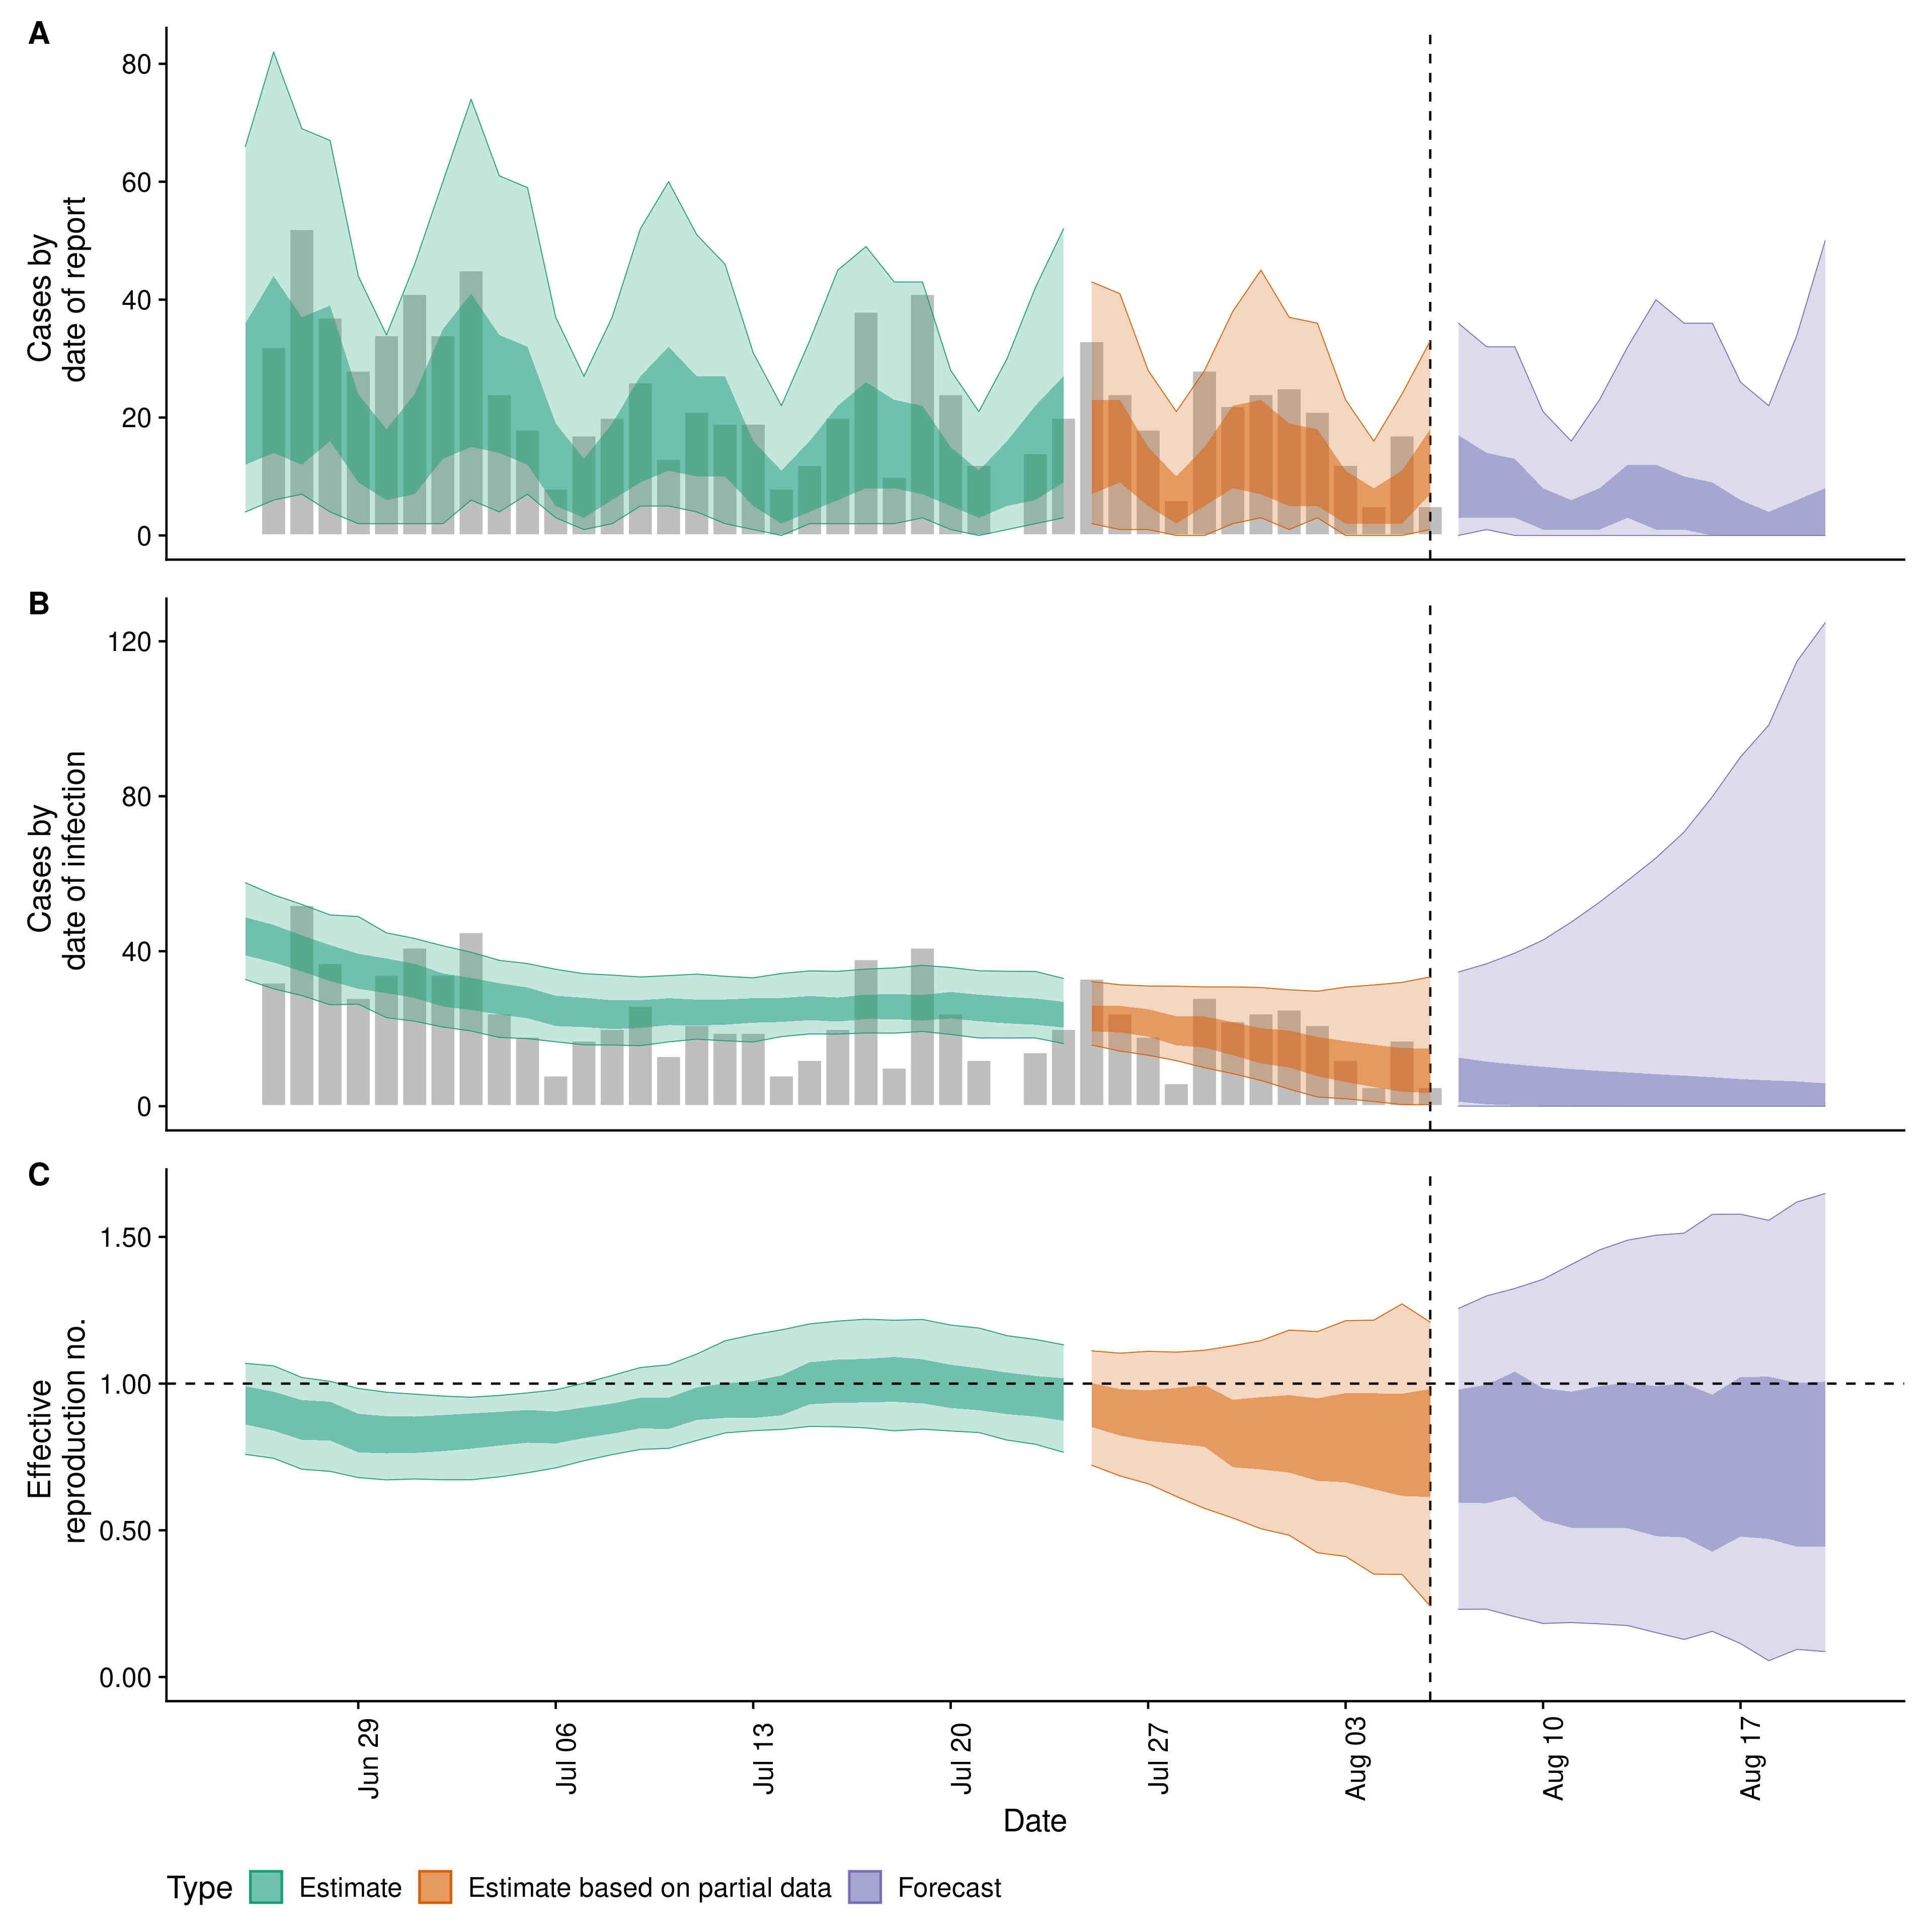 A
80
60
40
20
0
Cases by
date of report
B
120
80
40
0
Cases by
date of infection
C
1.50
1.00
0.50
0.00
Effective
reproduction no.
Jun 29
Jul 06
Jul 13
Jul 20
Jul 27
Aug 03
Aug 10
Aug 17
Date
Type Estimate Estimate based on partial data Forecast